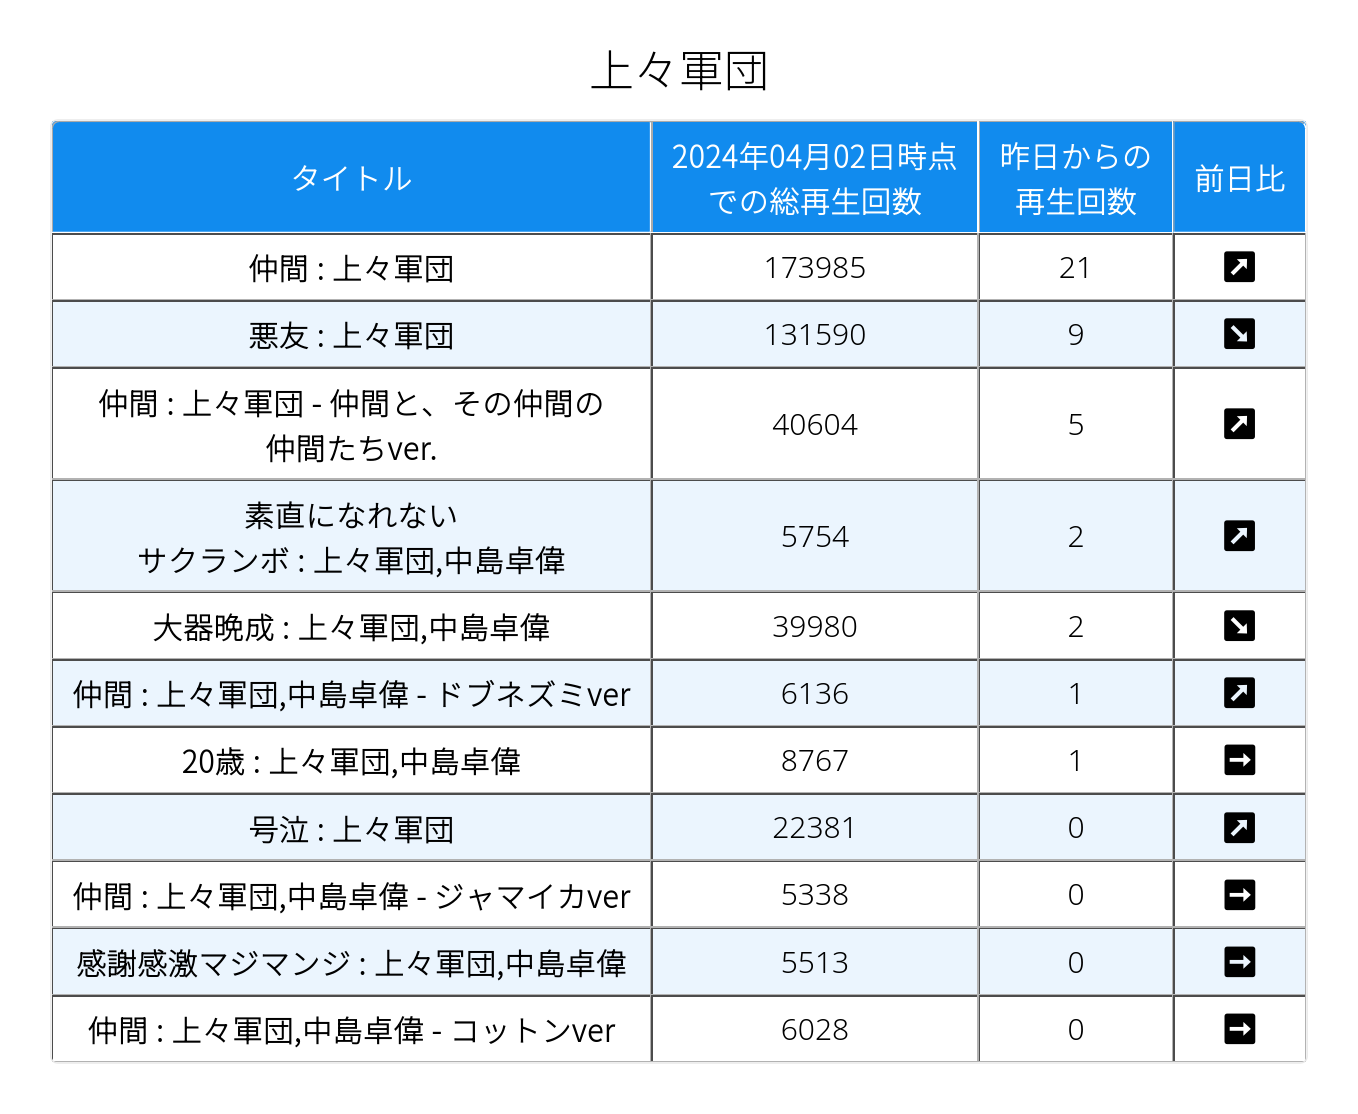 上々軍団
タイトル
2024年04月02日時点
での総再生回数
昨日からの
再生回数
前日比
仲間 : 上々軍団
173985
21
悪友 : 上々軍団
131590
9
仲間 : 上々軍団 - 仲間と、その仲間の
仲間たちver.
40604
5
素直になれない
サクランボ : 上々軍団,中島卓偉
5754
2
大器晩成 : 上々軍団,中島卓偉
39980
2
仲間 : 上々軍団,中島卓偉 - ドブネズミver
6136
1
20歳 : 上々軍団,中島卓偉
8767
1
号泣 : 上々軍団
22381
0
仲間 : 上々軍団,中島卓偉 - ジャマイカver
5338
0
感謝感激マジマンジ : 上々軍団,中島卓偉
5513
0
仲間 : 上々軍団,中島卓偉 - コットンver
6028
0